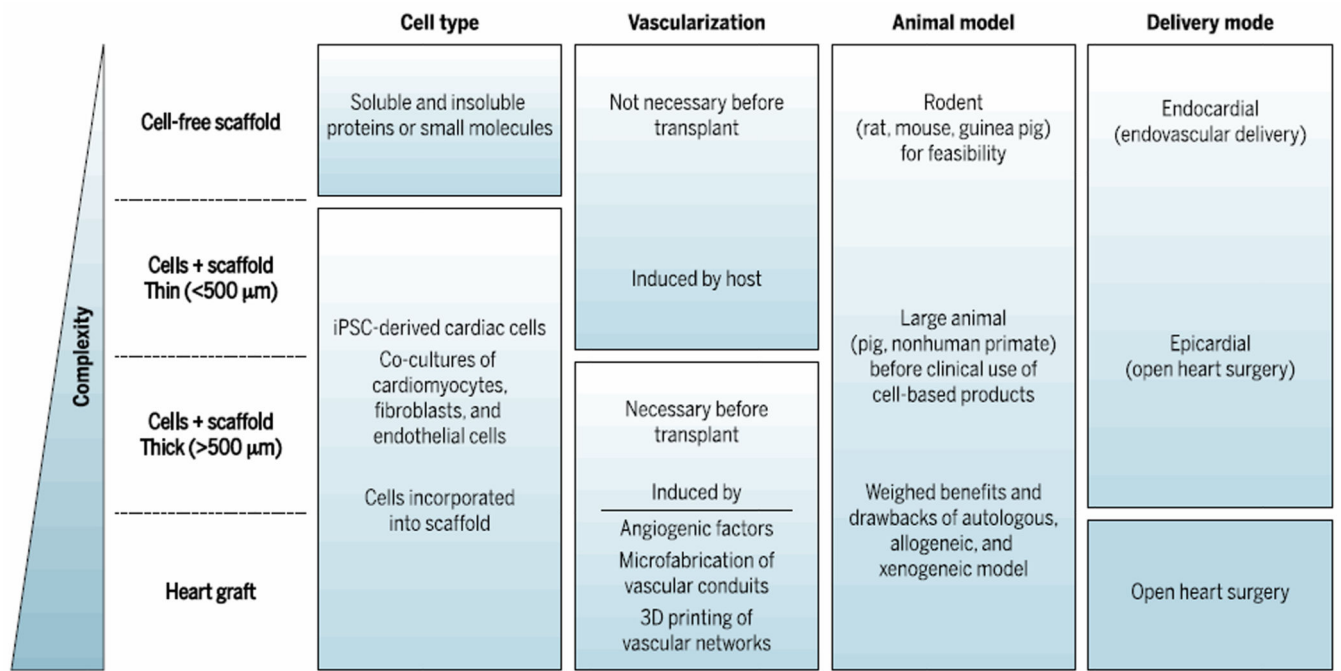 Cell type
Vascularization
Animal model
Delivery mode
Complexity
Cell-free scaffold
Cells + scaffold
Thin (<500 µm)
Cells + scaffold
Thick (>500 µm)
Heart graft
Soluble and insoluble
proteins or small molecules
iPSC-derived cardiac cells
Co-cultures of
cardiomyocytes,
fibroblasts, and
endothelial cells
Cells incorporated
into scaffold
Not necessary before
transplant
Induced by host
Necessary before
transplant
Induced by
Angiogenic factors
Microfabrication of
vascular conduits
3D printing of
vascular networks
Rodent
(rat, mouse, guinea pig)
for feasibility
Large animal
(pig, nonhuman primate)
before clinical use of
cell-based products
Weighed benefits and
drawbacks of autologous,
allogeneic, and
xenogeneic model
Endocardial
(endovascular delivery)
Epicardial
(open heart surgery)
Open heart surgery